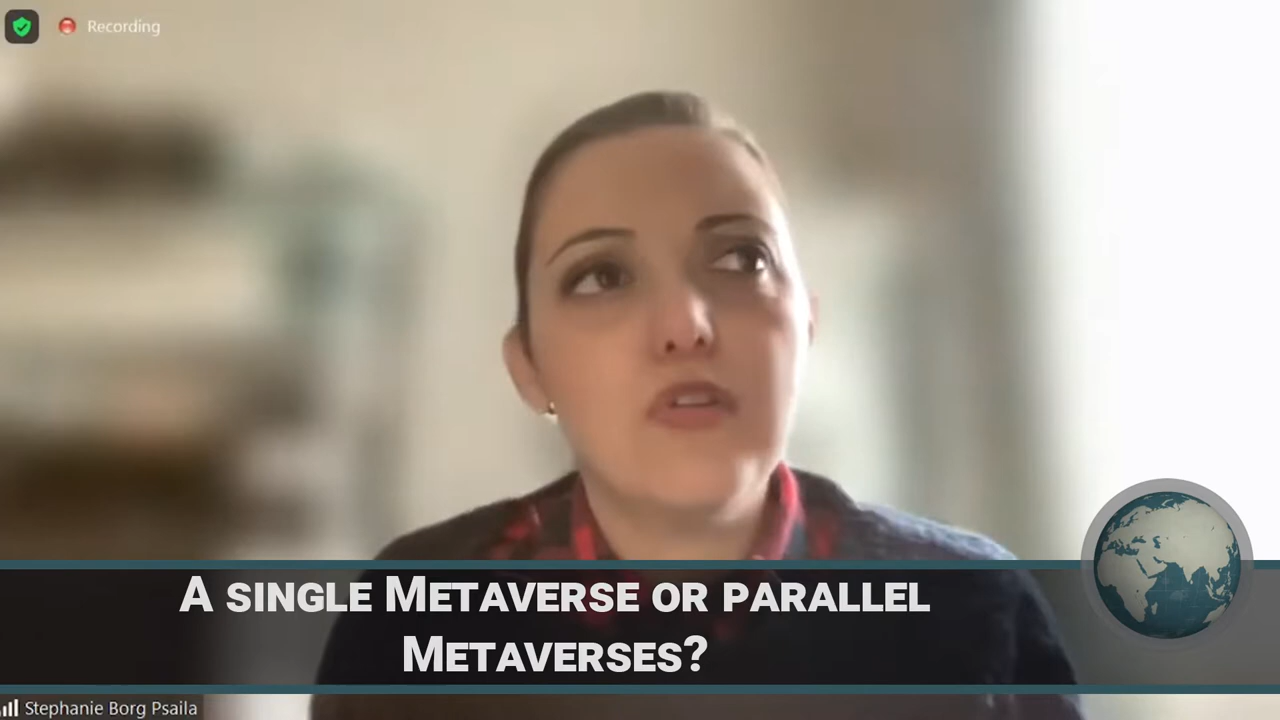 Recording
A single Metaverse or parallel
Metaverses?
Stephanie Borg Psaila